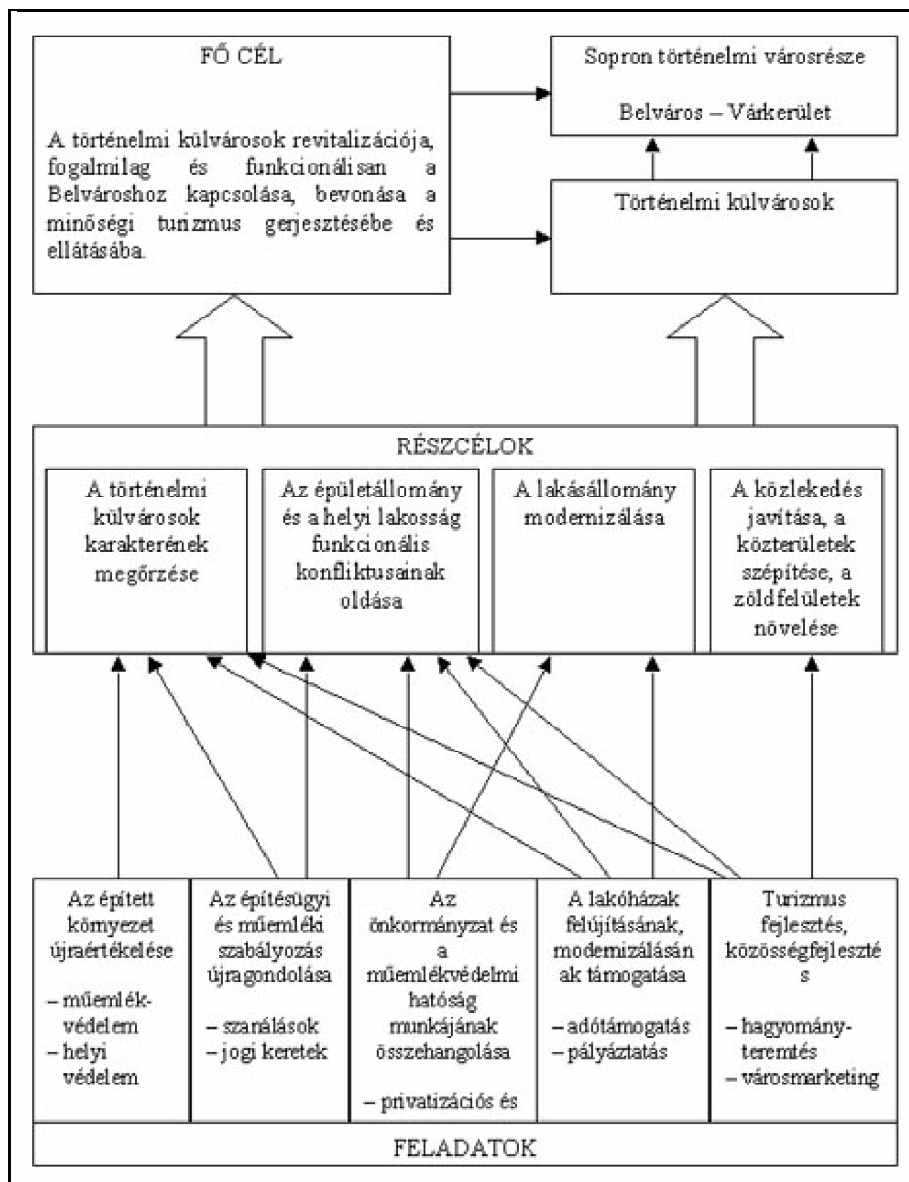 FŐ CÉL
A történelmi külvárosok revitalizációja,
fogalmilag és funkcionálisan a
Belvároshoz kapcsolása, bevonása a
minőségi turizmus gerjesztésébe és
ellátásába.
Sopron történelmi városrésze
Belváros – Várkerület
Történelmi külvárosok
RÉSZCÉLOK
A történelmi
külvárosok
karakterének
megőrzése
Az épületállomány
és a helyi lakosság
funkcionális
konfliktusainak
oldása
A lakásállomány
modernizálása
A közlekedés
javítása, a
közterületek
szépítése, a
zöldfelületek
növelése
Az épített
környezet
újraértékelése
– műemlék-
védelem
– helyi
védelem
Az építésügyi
és műemléki
szabályozás
újragondolása
– szanálások
– jogi keretek
Az
önkormányzat és
a
műemlékvédelmi
hatóság
munkájának
összehangolása
– privatizációs és
A lakóházak
felújításának,
modernizálásán
ak támogatása
– adótámogatás
– pályáztatás
Turizmus
fejlesztés,
közösségfejleszté
s
– hagyomány-
teremtés
– városmarketing
FELADATOK